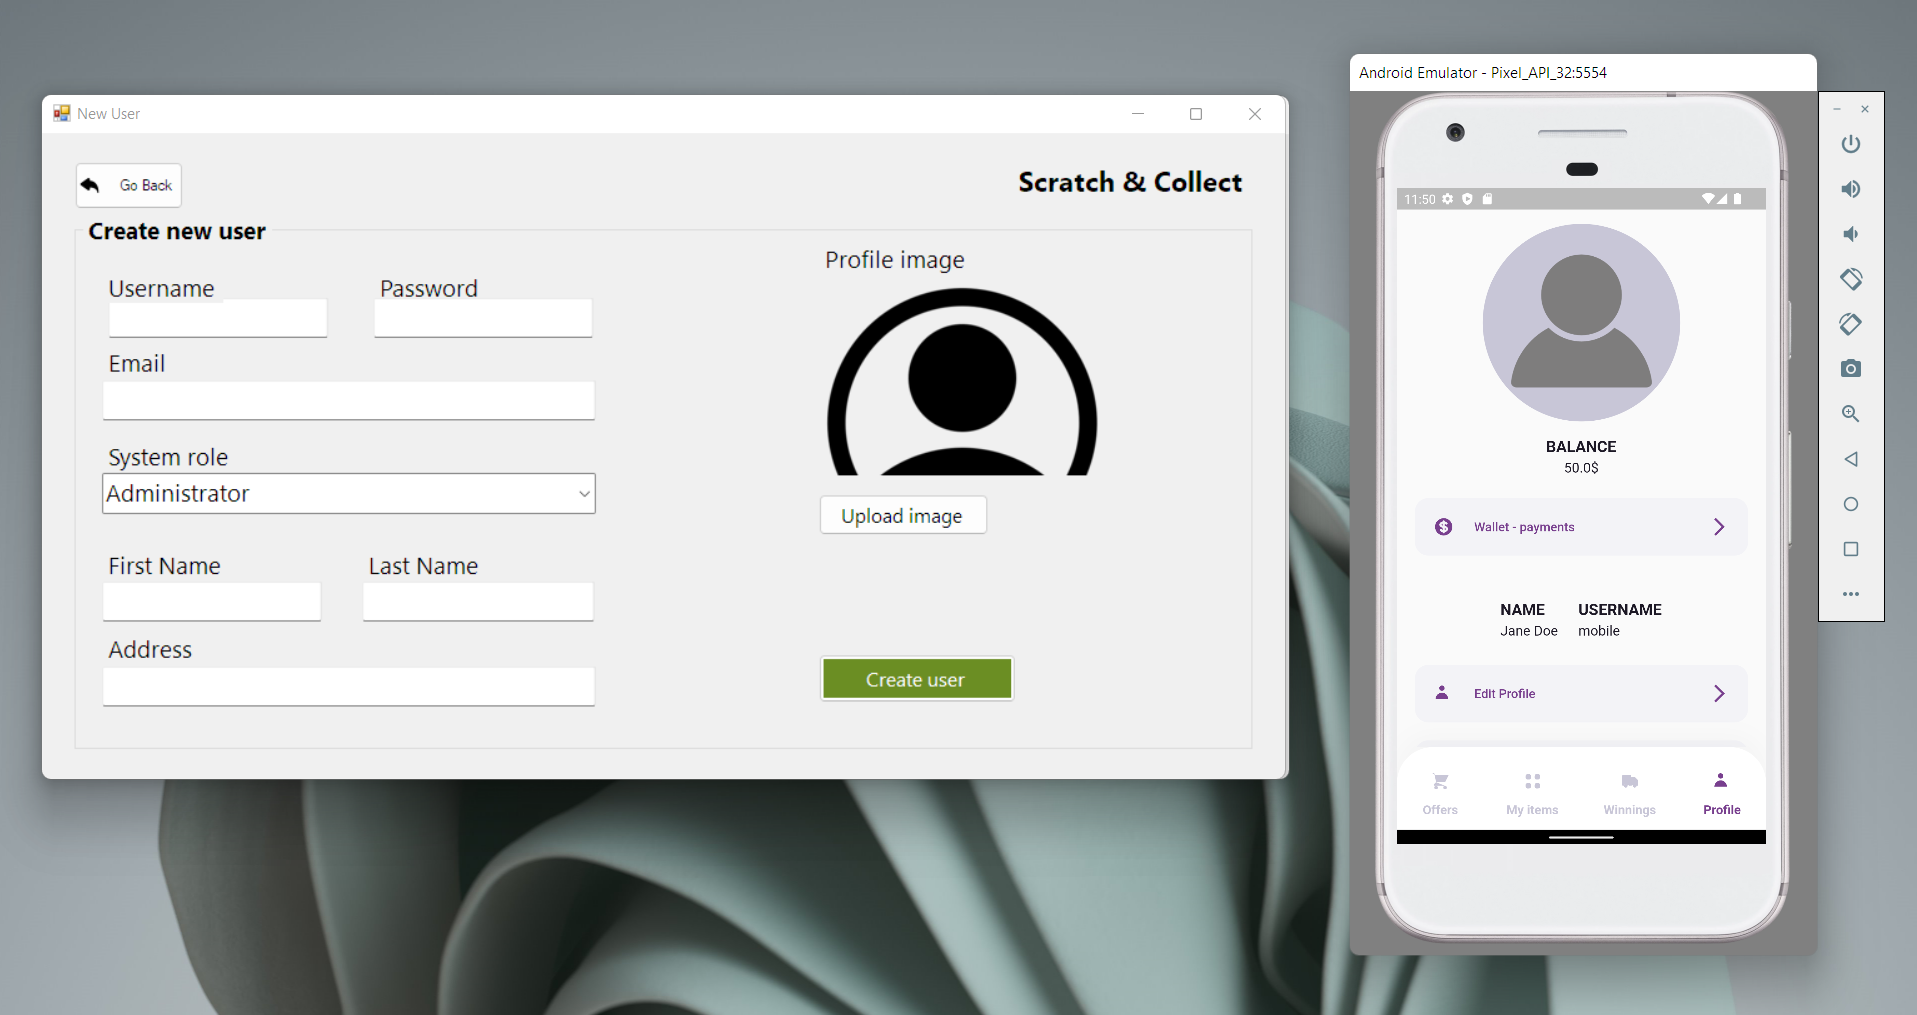 New User
Go Back
Scratch & Collect
Create new user
Username
Password
Email
System role
Administrator
First Name
Last Name
Address
Profile image
Upload image
Create user
Android Emulator - Pixel_API_32:5554
11:50
BALANCE
50.0$
Wallet - payments
NAME
USERNAME
Jane Doe
mobile
Edit Profile
Offers
My items
Winnings
Profile